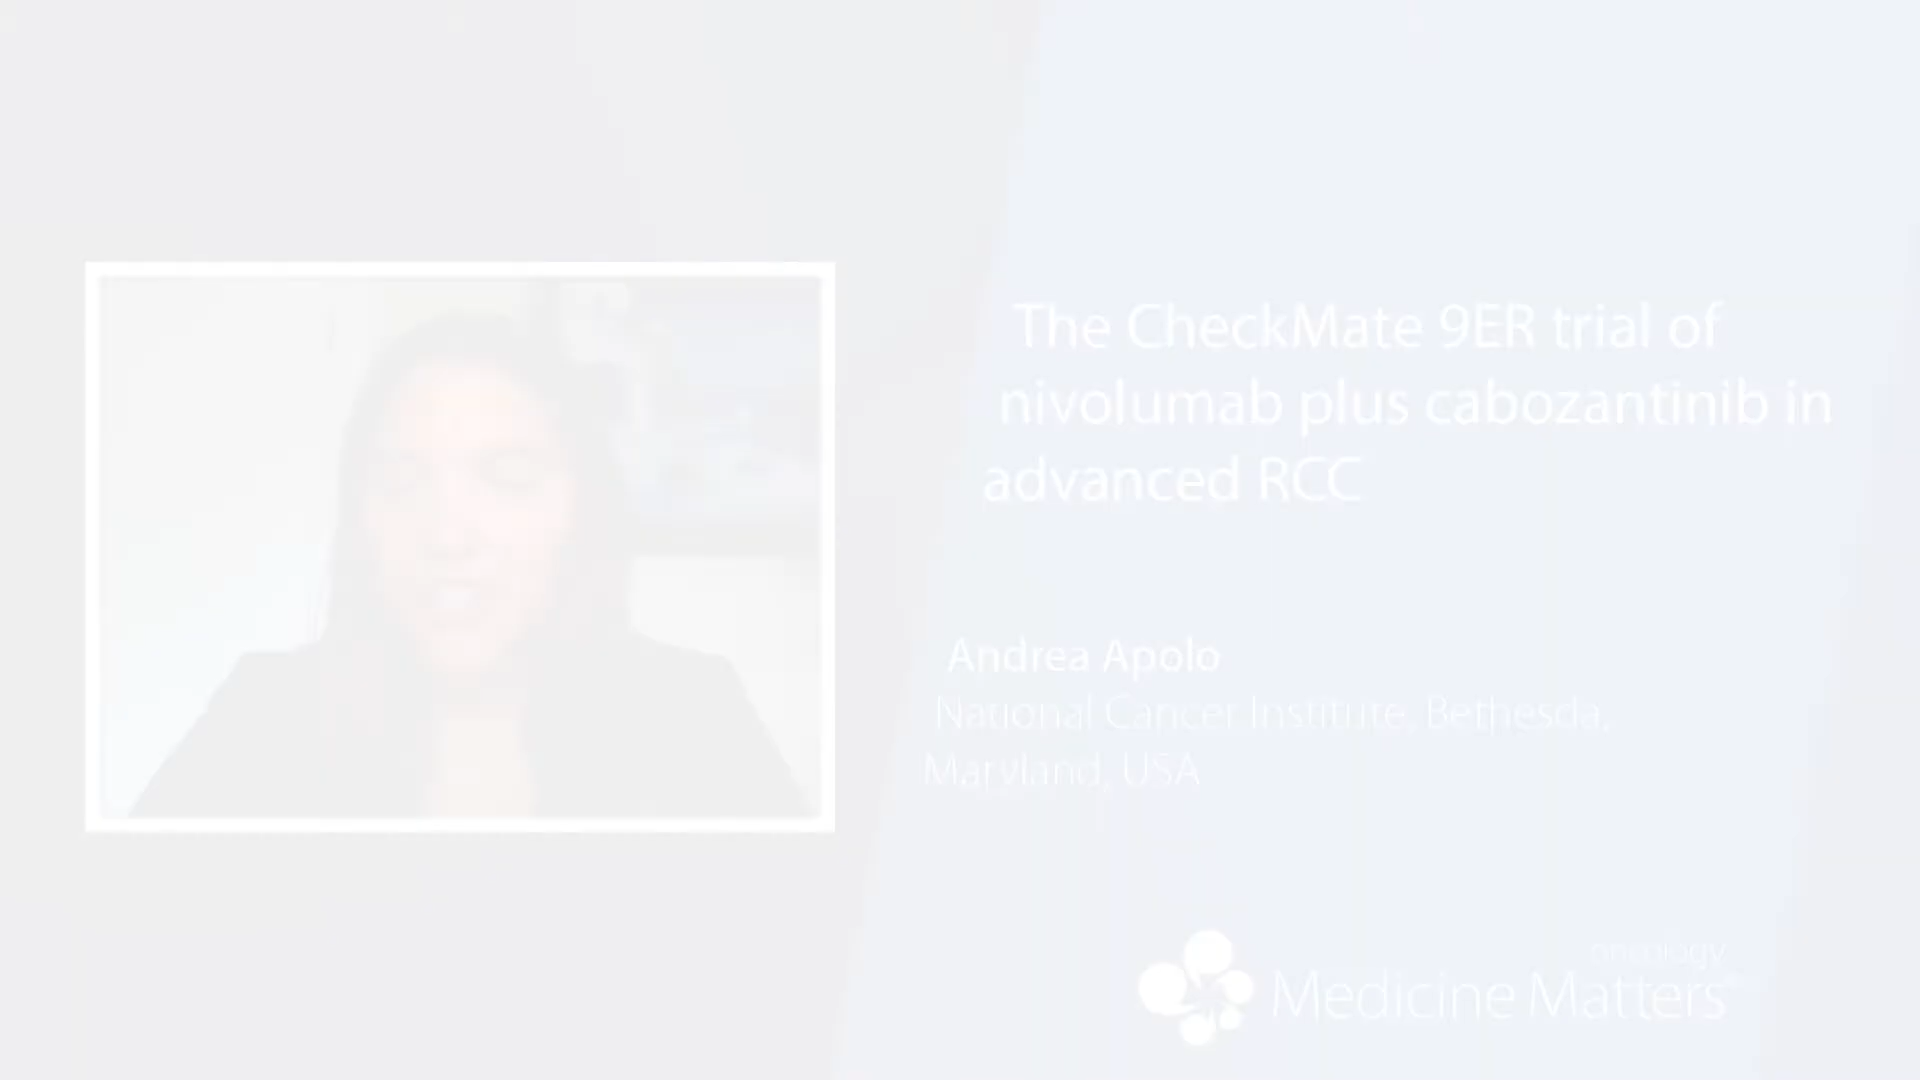 The CheckMate 9ER trial of
nivolumab plus cabozantinib in
advanced RCC
Andrea Apolo
National Cancer Institute, Bethesda,
Maryland, USA
oncology
Medicine Matters